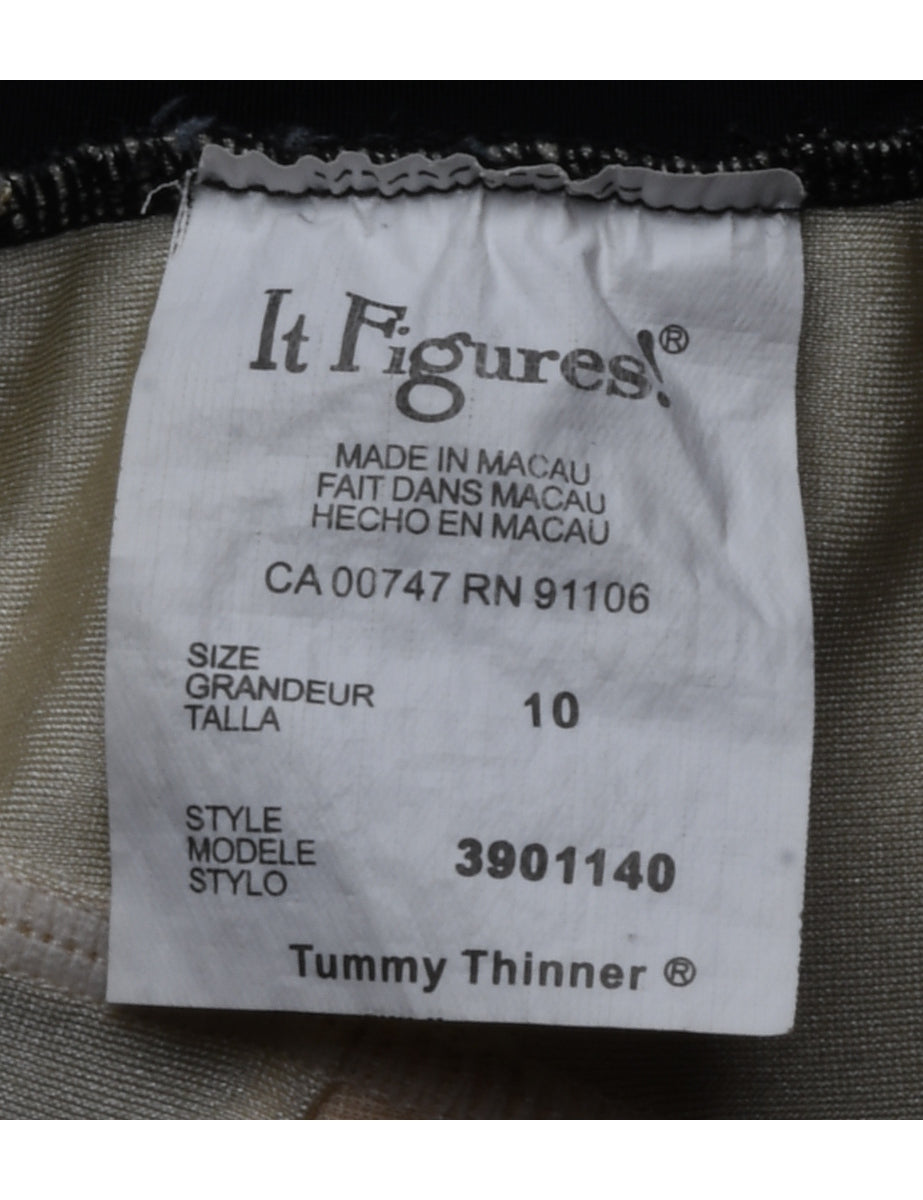 It Figures!®
MADE IN MACAU
FAIT DANS MACAU
HECHO EN MACAU
CA 00747 RN 91106
SIZE
GRANDEUR
TALLA
10
STYLE
MODELE
STYLO
3901140
Tummy Thinner ®